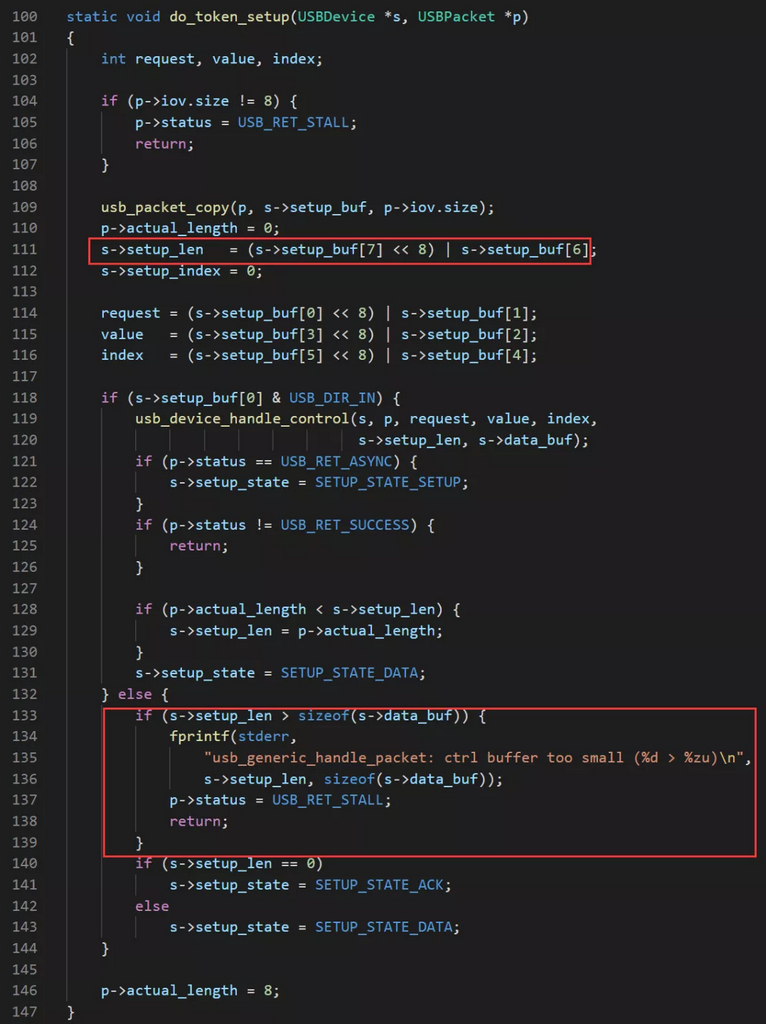 100 static void do_token_setup(USBDevice *s, USBPacket *p)
101 {
102     int request, value, index;
103
104     if (p->iov.size != 8) {
105         p->status = USB_RET_STALL;
106         return;
107     }
108
109     usb_packet_copy(p, s->setup_buf, p->iov.size);
110     p->actual_length = 0;
111     s->setup_len   = (s->setup_buf[7] << 8) | s->setup_buf[6];
112     s->setup_index = 0;
113
114     request = (s->setup_buf[0] << 8) | s->setup_buf[1];
115     value   = (s->setup_buf[3] << 8) | s->setup_buf[2];
116     index   = (s->setup_buf[5] << 8) | s->setup_buf[4];
117
118     if (s->setup_buf[0] & USB_DIR_IN) {
119         usb_device_handle_control(s, p, request, value, index,
120                                   s->setup_len, s->data_buf);
121         if (p->status == USB_RET_ASYNC) {
122             s->setup_state = SETUP_STATE_SETUP;
123         }
124         if (p->status != USB_RET_SUCCESS) {
125             return;
126         }
127
128         if (p->actual_length < s->setup_len) {
129             s->setup_len = p->actual_length;
130         }
131         s->setup_state = SETUP_STATE_DATA;
132     } else {
133         if (s->setup_len > sizeof(s->data_buf)) {
134             fprintf(stderr,
135                 "usb_generic_handle_packet: ctrl buffer too small (%d > %zu)\n",
136                 s->setup_len, sizeof(s->data_buf));
137             p->status = USB_RET_STALL;
138             return;
139         }
140         if (s->setup_len == 0)
141             s->setup_state = SETUP_STATE_ACK;
142         else
143             s->setup_state = SETUP_STATE_DATA;
144     }
145
146     p->actual_length = 8;
147 }